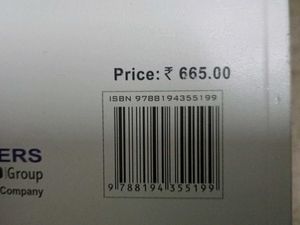 Price: ₹ 665.00
ISBN 9788194355199
9 788194 355199
ERS
Group
Company